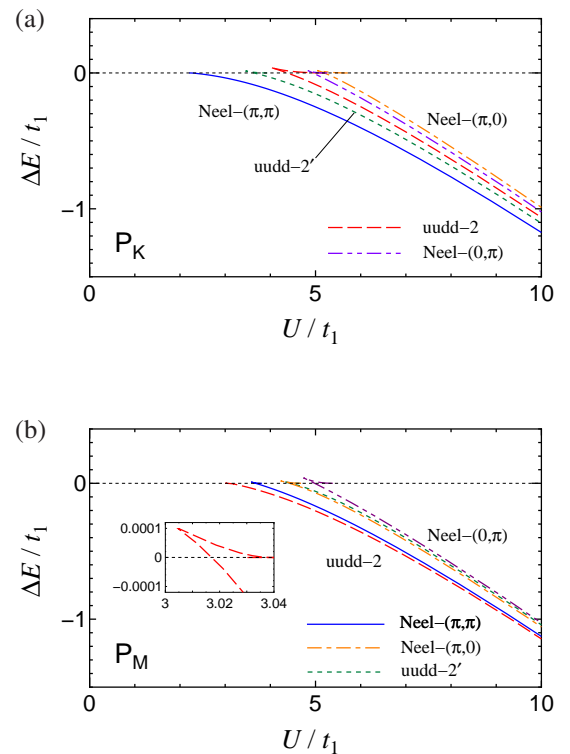 (a)
0
−1
ΔE / t1
Neel−(π,π)
uudd−2′
Neel−(π,0)
uudd−2
Neel−(0,π)
PK
0
5
10
U / t1
(b)
0
−1
ΔE / t1
0.0001
0
−0.0001
3
3.02
3.04
Neel−(0,π)
uudd−2
Neel−(π,π)
Neel−(π,0)
uudd−2′
PM
0
5
10
U / t1